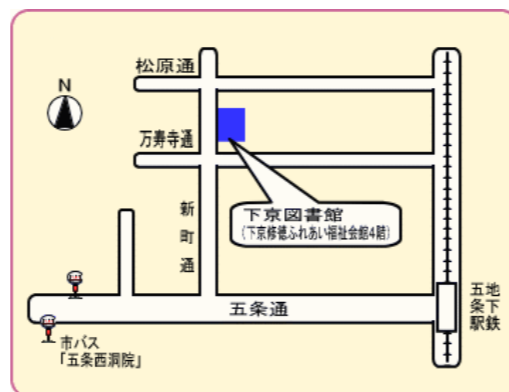 松原通
N
万寿寺通
下京図書館
(下京修徳ふれあい福祉会館4階)
新町通
五条通
地下鉄
五条駅
市バス
「五条西洞院」